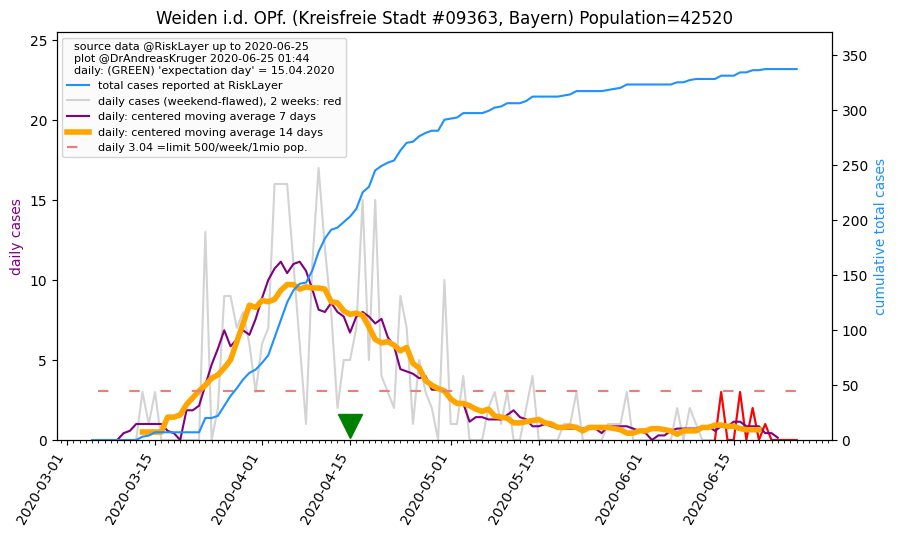 Weiden i.d. OPf. (Kreisfreie Stadt #09363, Bayern) Population=42520
source data @RiskLayer up to 2020-06-25
plot @DrAndreasKruger 2020-06-25 01:44
daily: (GREEN) 'expectation day' = 15.04.2020
total cases reported at RiskLayer
daily cases (weekend-flawed), 2 weeks: red
daily: centered moving average 7 days
daily: centered moving average 14 days
daily 3.04 =limit 500/week/1mio pop.
daily cases
25
20
15
10
5
0
cumulative total cases
350
300
250
200
150
100
50
0
2020-03-01
2020-03-15
2020-04-01
2020-04-15
2020-05-01
2020-05-15
2020-06-01
2020-06-15